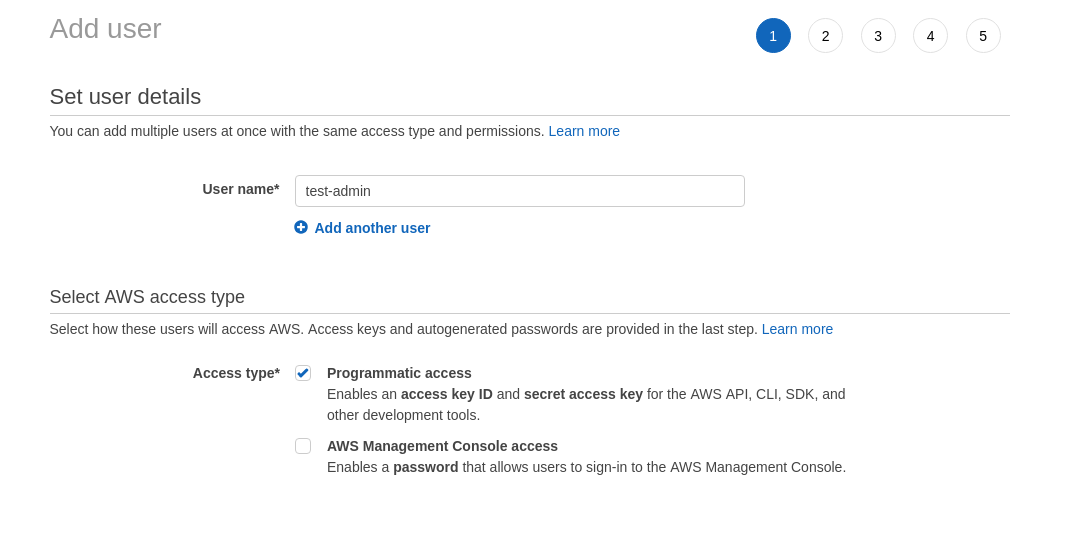 Add user
1 2 3 4 5
Set user details
You can add multiple users at once with the same access type and permissions. Learn more
User name* test-admin
Add another user
Select AWS access type
Select how these users will access AWS. Access keys and autogenerated passwords are provided in the last step. Learn more
Access type* Programmatic access
Enables an access key ID and secret access key for the AWS API, CLI, SDK, and
other development tools.
AWS Management Console access
Enables a password that allows users to sign-in to the AWS Management Console.